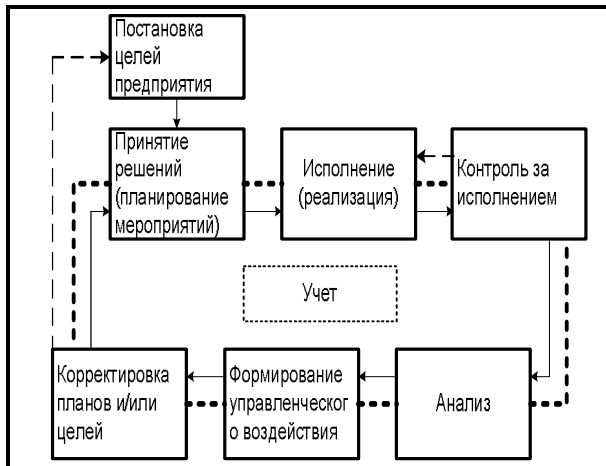 Постановка
целей
предприятия
Принятие
решений
(планирование
мероприятий)
Исполнение
(реализация)
Контроль за
исполнением
Учет
Корректировка
планов и/или
целей
Формирование
управленческог
о воздействия
Анализ